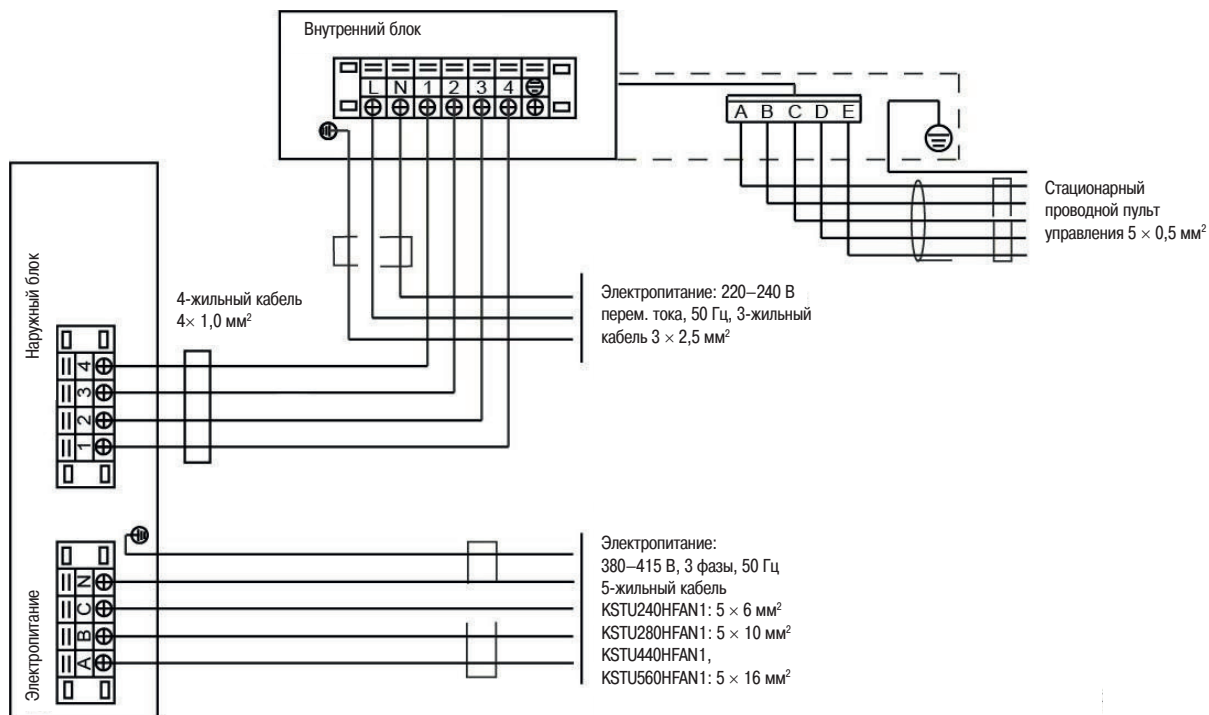 Внутренний блок
L N 1 2 3 4
A B C D E
Стационарный
проводной пульт
управления 5 × 0,5 мм²
Наружный блок
4-жильный кабель
4× 1,0 мм²
Электропитание: 220–240 В
перем. тока, 50 Гц, 3-жильный
кабель 3 × 2,5 мм²
4
3
2
1
Электропитание
N
C
B
A
Электропитание:
380–415 В, 3 фазы, 50 Гц
5-жильный кабель
KSTU240HFAN1: 5 × 6 мм²
KSTU280HFAN1: 5 × 10 мм²
KSTU440HFAN1,
KSTU560HFAN1: 5 × 16 мм²